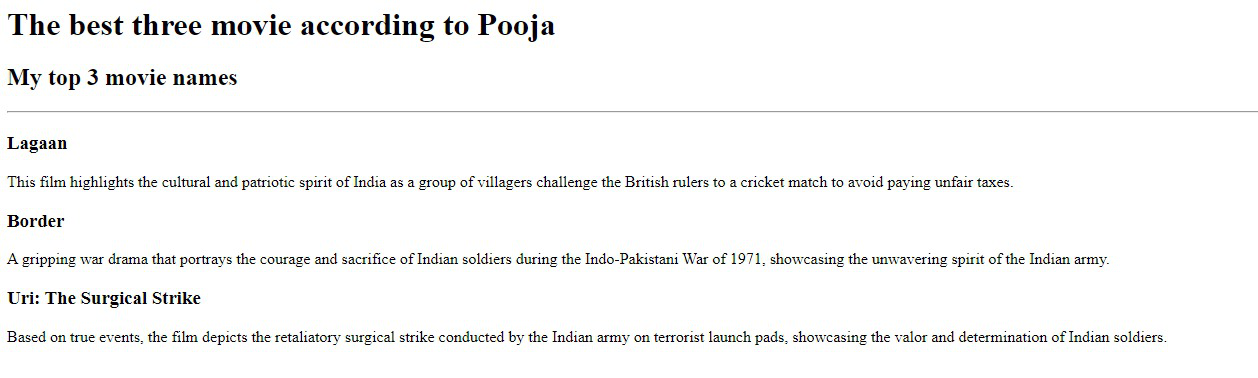 The best three movie according to Pooja
My top 3 movie names
Lagaan
This film highlights the cultural and patriotic spirit of India as a group of villagers challenge the British rulers to a cricket match to avoid paying unfair taxes.
Border
A gripping war drama that portrays the courage and sacrifice of Indian soldiers during the Indo-Pakistani War of 1971, showcasing the unwavering spirit of the Indian army.
Uri: The Surgical Strike
Based on true events, the film depicts the retaliatory surgical strike conducted by the Indian army on terrorist launch pads, showcasing the valor and determination of Indian soldiers.